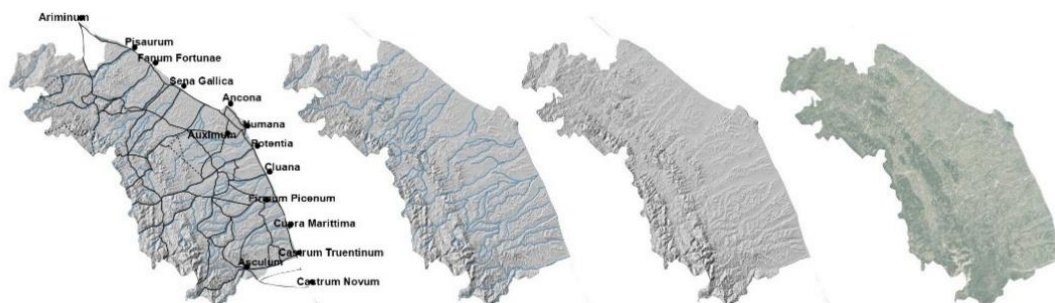 Ariminum
Pisaurum
Fanum Fortunae
Sena Gallica
Ancona
Numana
Auximum
Potentia
Cluana
Firmum Picenum
Cupra Marittima
Castrum Truentinum
Asculum
Castrum Novum